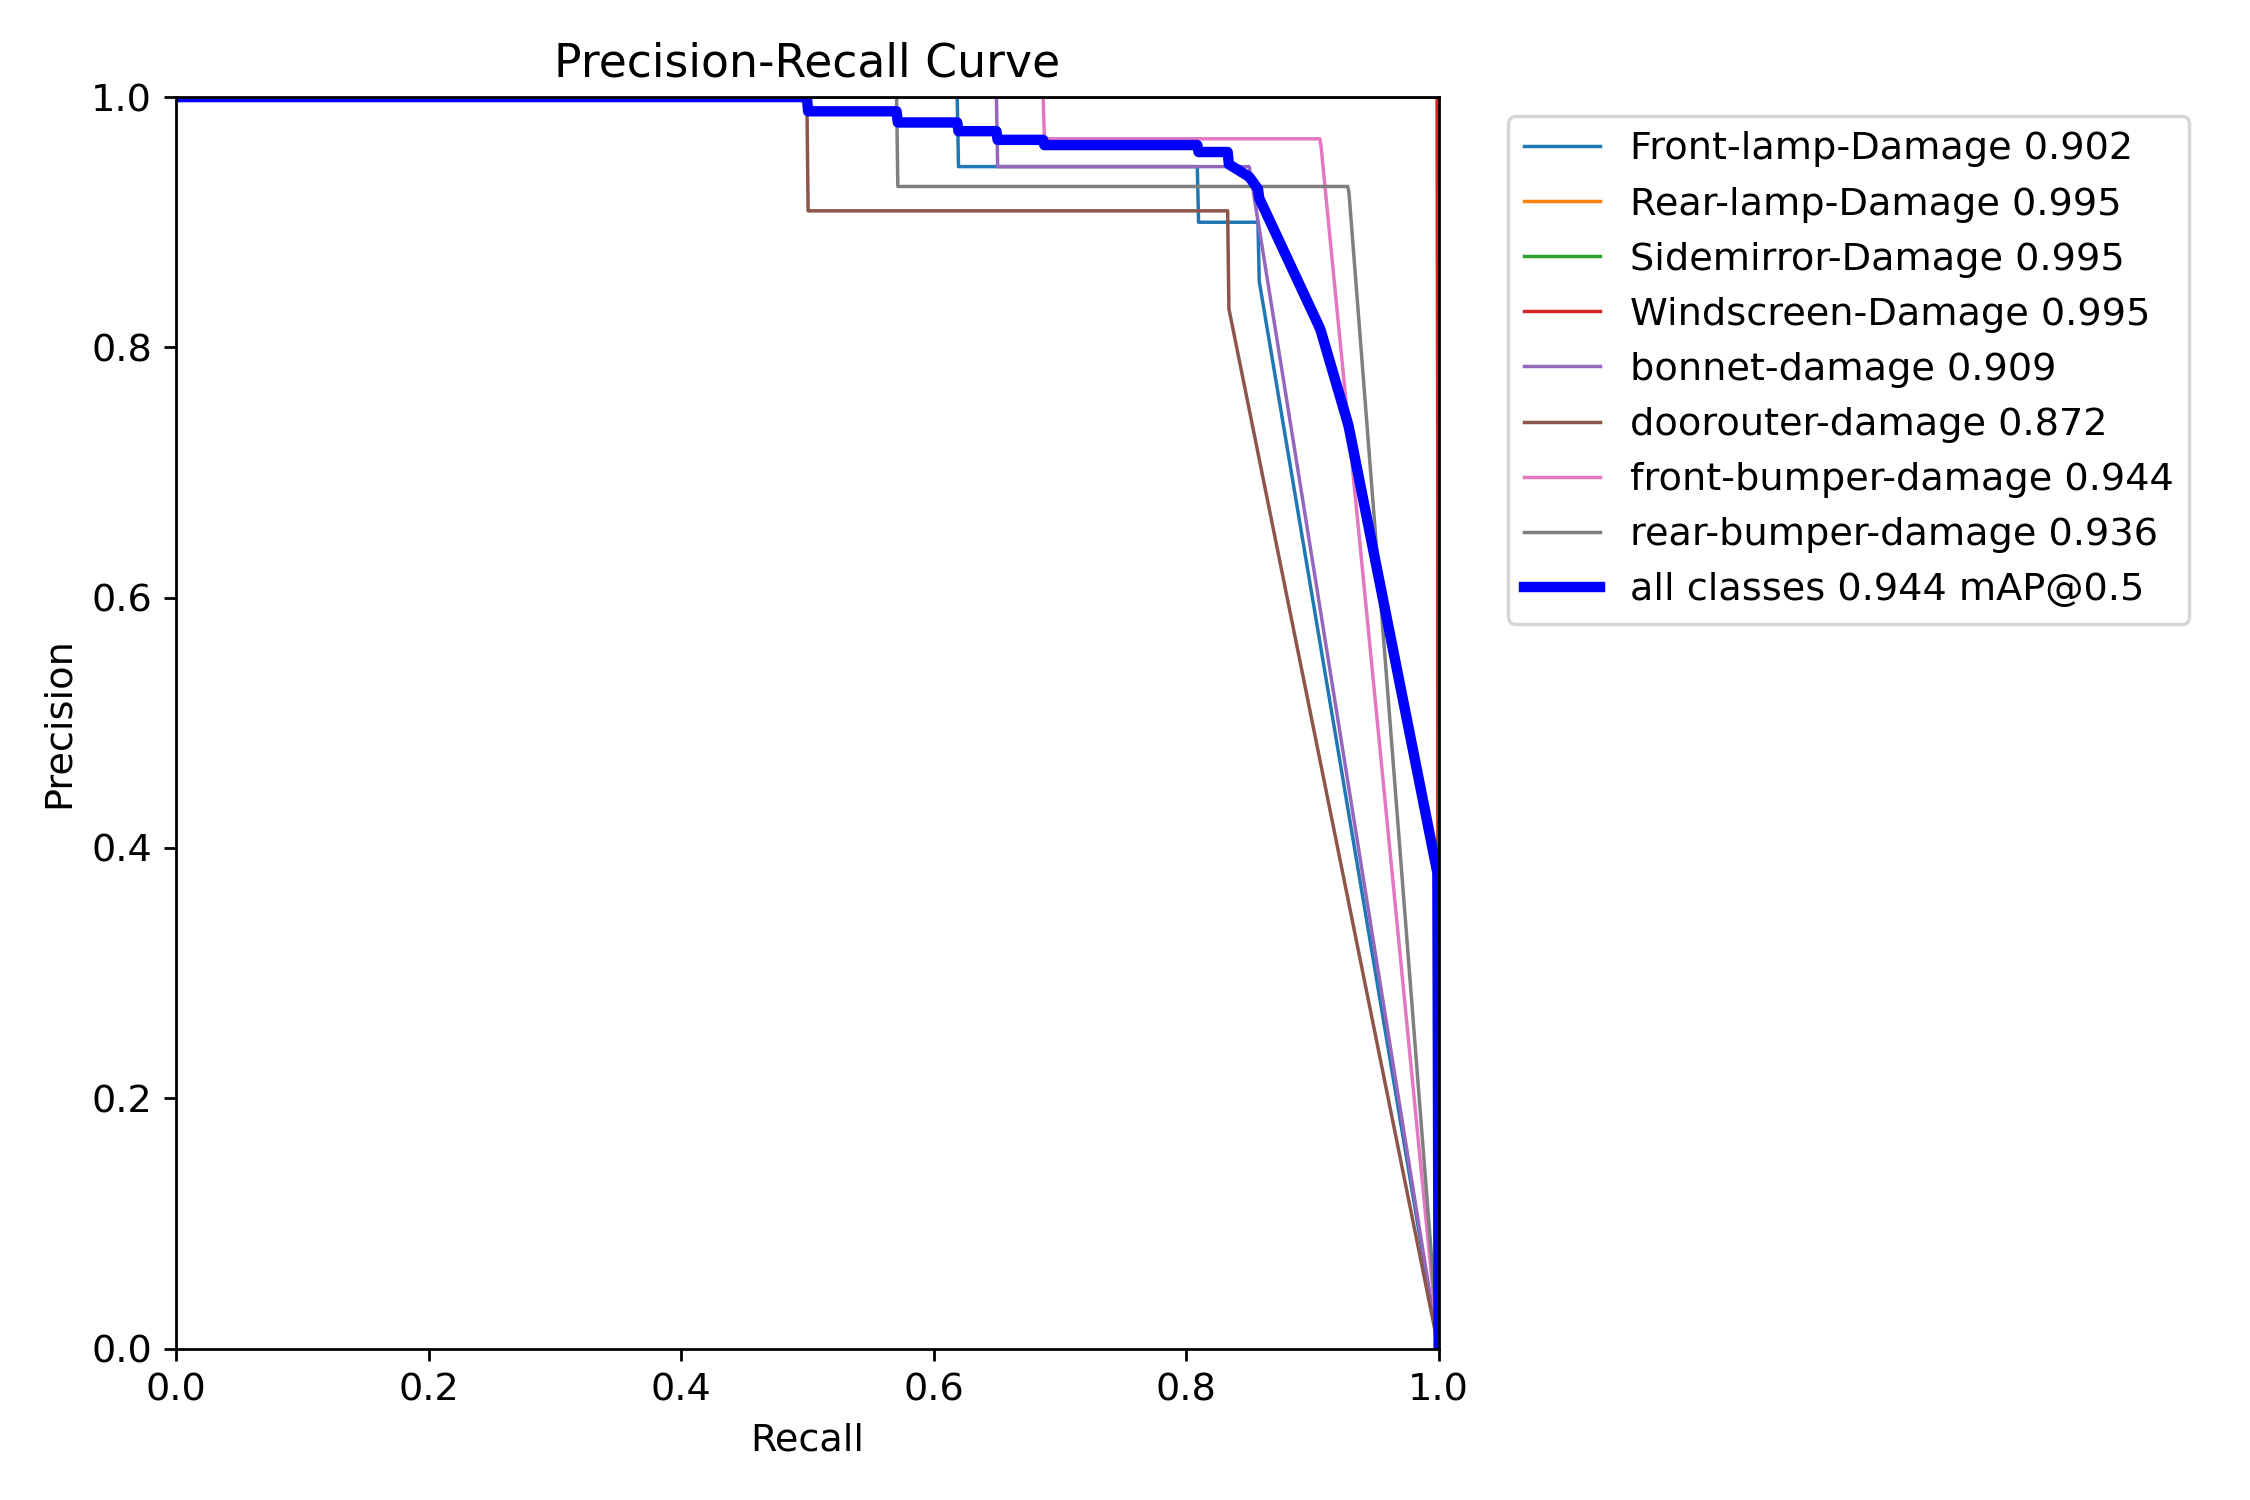 Precision-Recall Curve
1.0
0.8
0.6
0.4
0.2
0.0
Precision
0.0 0.2 0.4 0.6 0.8 1.0
Recall
Front-lamp-Damage 0.902
Rear-lamp-Damage 0.995
Sidemirror-Damage 0.995
Windscreen-Damage 0.995
bonnet-damage 0.909
doorouter-damage 0.872
front-bumper-damage 0.944
rear-bumper-damage 0.936
all classes 0.944 mAP@0.5